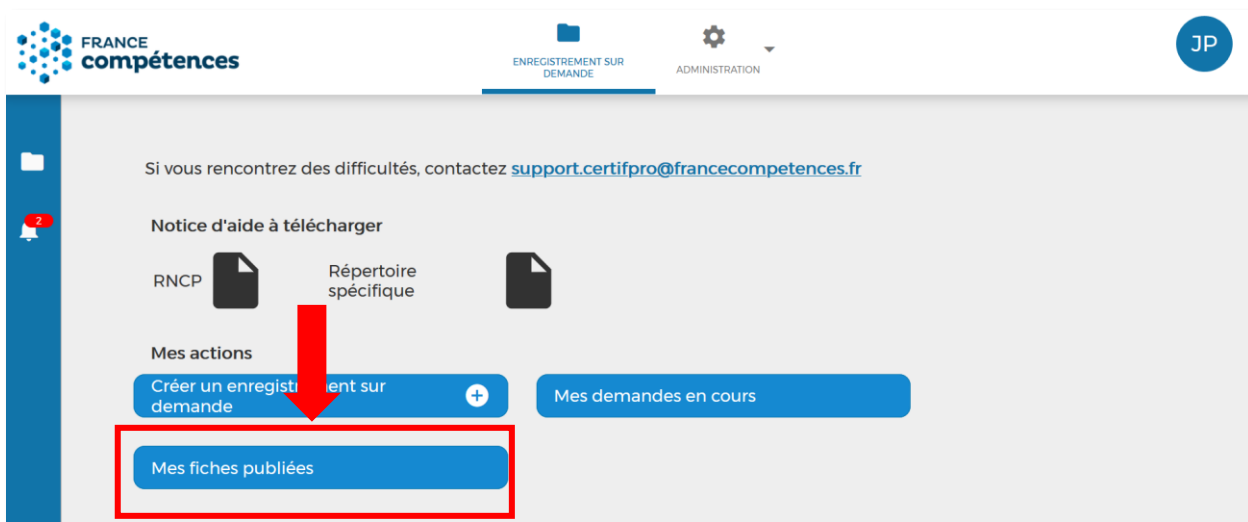 FRANCE
compétences
ENREGISTREMENT SUR
DEMANDE
ADMINISTRATION
JP
2
Si vous rencontrez des difficultés, contactez support.certifpro@francecompetences.fr
Notice d'aide à télécharger
RNCP
Répertoire
spécifique
Mes actions
Créer un enregistrement sur
demande
Mes demandes en cours
Mes fiches publiées